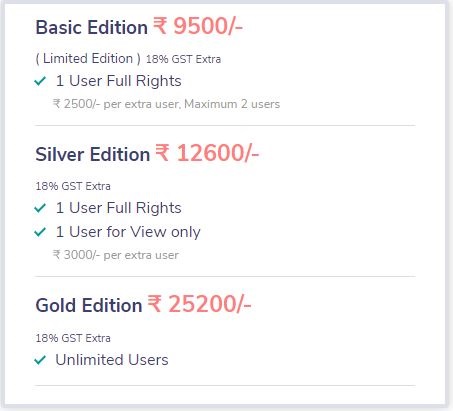 Basic Edition ₹ 9500/-
( Limited Edition ) 18% GST Extra
1 User Full Rights
₹ 2500/- per extra user, Maximum 2 users
Silver Edition ₹ 12600/-
18% GST Extra
1 User Full Rights
1 User for View only
₹ 3000/- per extra user
Gold Edition ₹ 25200/-
18% GST Extra
Unlimited Users